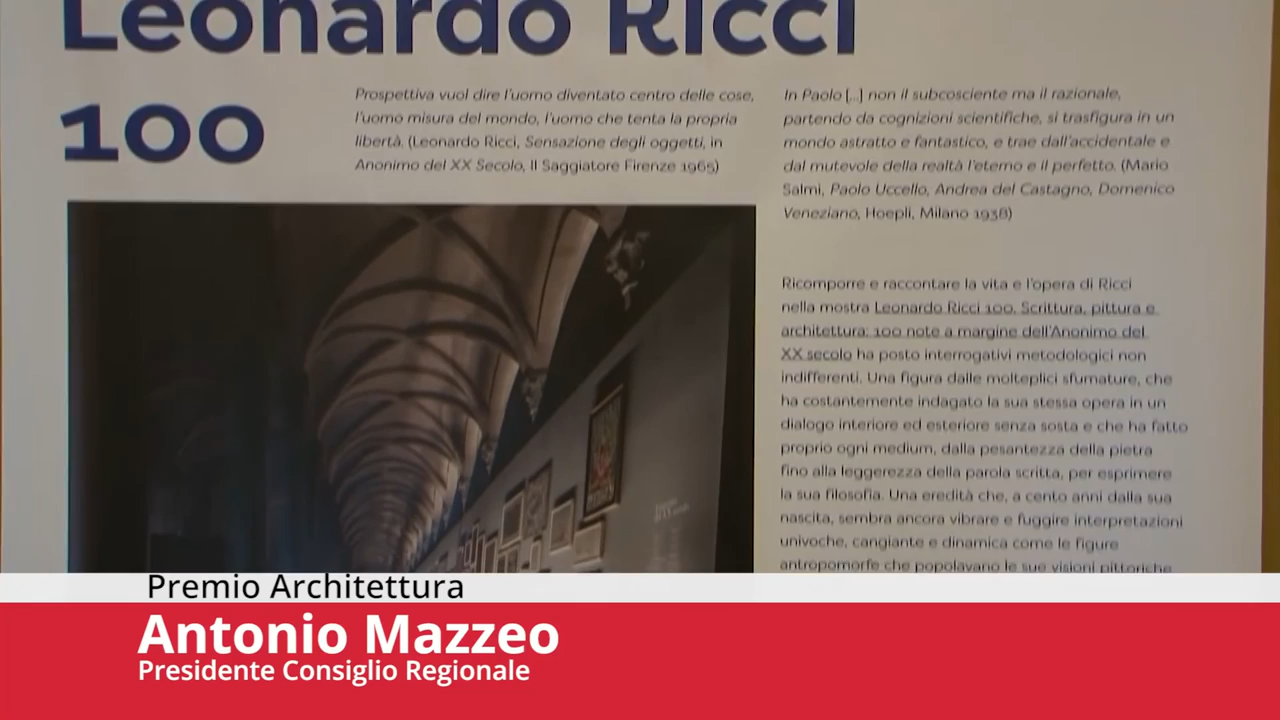 Leonardo Ricci
100
Prospettiva vuol dire l'uomo diventato centro delle cose,
l'uomo misura del mondo, l'uomo che tenta la propria
libertà. (Leonardo Ricci, Sensazione degli oggetti, in
Anonimo del XX Secolo, Il Saggiatore Firenze 1965)
In Paolo [...] non il subcosciente ma il razionale,
partendo da cognizioni scientifiche, si trasfigura in un
mondo astratto e fantastico, e trae dall'accidentale e
dal mutevole della realtà l'eterno e il perfetto. (Mario
Salmi, Paolo Uccello, Andrea del Castagno, Domenico
Veneziano, Hoepli, Milano 1938)
Ricomporre e raccontare la vita e l'opera di Ricci
nella mostra Leonardo Ricci 100. Scrittura, pittura e
architettura: 100 note a margine dell'Anonimo del
XX secolo ha posto interrogativi metodologici non
indifferenti. Una figura dalle molteplici sfumature, che
ha costantemente indagato la sua stessa opera in un
dialogo interiore ed esteriore senza sosta e che ha fatto
proprio ogni medium, dalla pesantezza della pietra
fino alla leggerezza della parola scritta, per esprimere
la sua filosofia. Una eredità che, a cento anni dalla sua
nascita, sembra ancora vibrare e fuggire interpretazioni
univoche, cangiante e dinamica come le figure
antropomorfe che popolavano le sue visioni pittoriche
Premio Architettura
Antonio Mazzeo
Presidente Consiglio Regionale